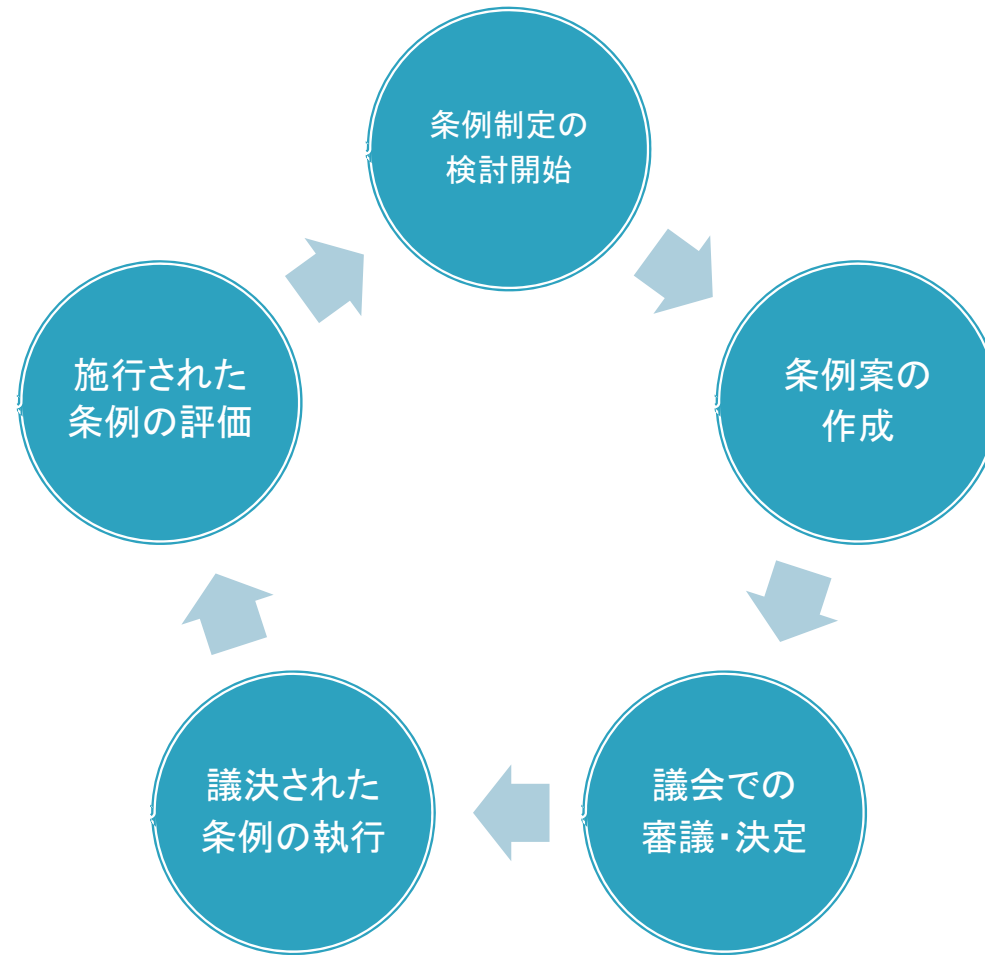 条例制定の
検討開始
条例案の
作成
議会での
審議・決定
議決された
条例の執行
施行された
条例の評価